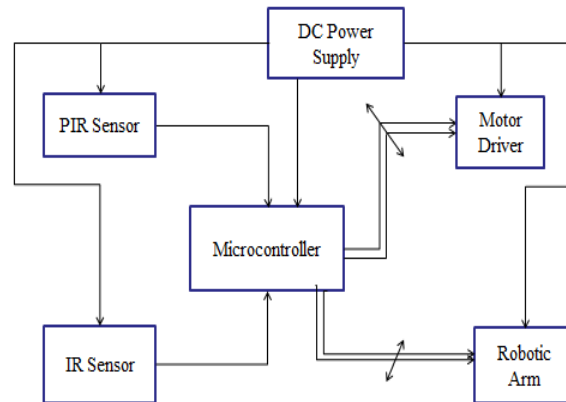 DC Power
Supply
PIR Sensor
Motor
Driver
Microcontroller
IR Sensor
Robotic
Arm